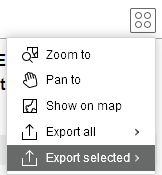 Zoom to
Pan to
Show on map
Export all
Export selected